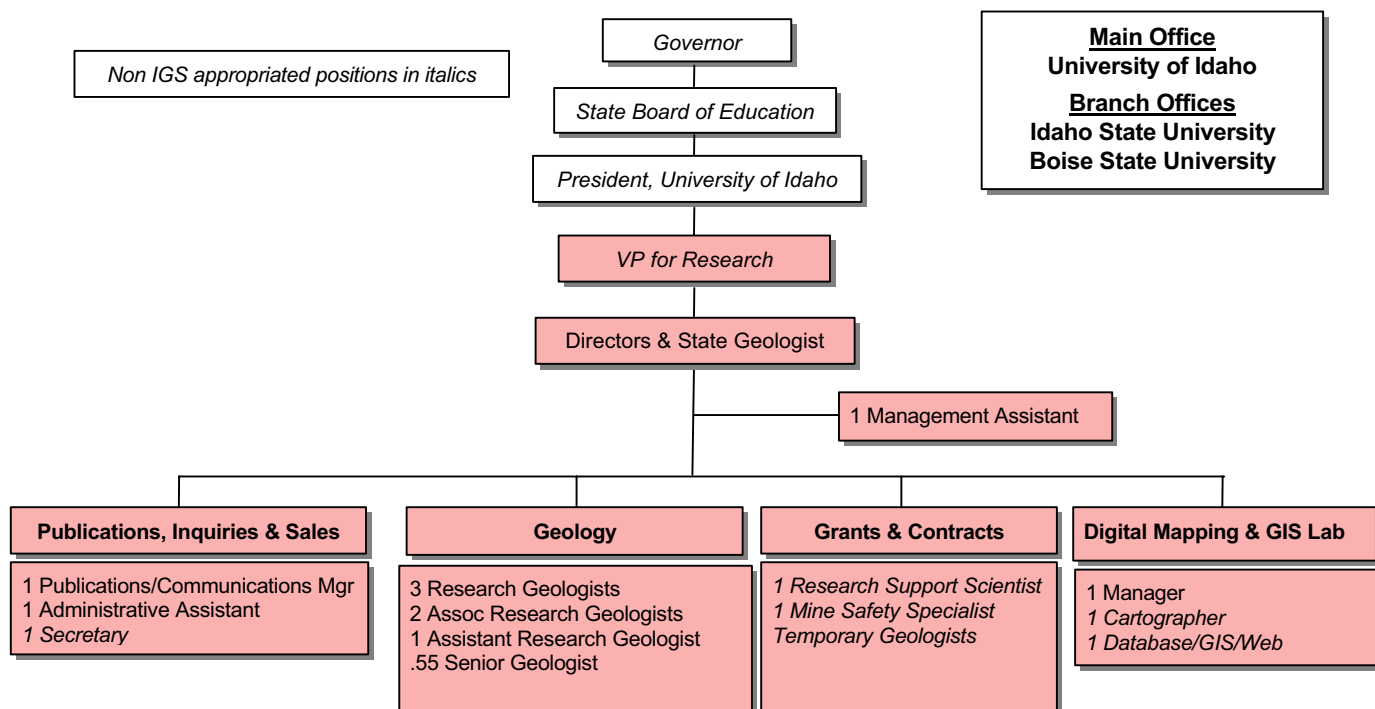 Governor
Non IGS appropriated positions in italics
Main Office
University of Idaho
Branch Offices
Idaho State University
Boise State University
State Board of Education
President, University of Idaho
VP for Research
Directors & State Geologist
1 Management Assistant
Publications, Inquiries & Sales
1 Publications/Communications Mgr
1 Administrative Assistant
1 Secretary
Geology
3 Research Geologists
2 Assoc Research Geologists
1 Assistant Research Geologist
.55 Senior Geologist
Grants & Contracts
1 Research Support Scientist
1 Mine Safety Specialist
Temporary Geologists
Digital Mapping & GIS Lab
1 Manager
1 Cartographer
1 Database/GIS/Web